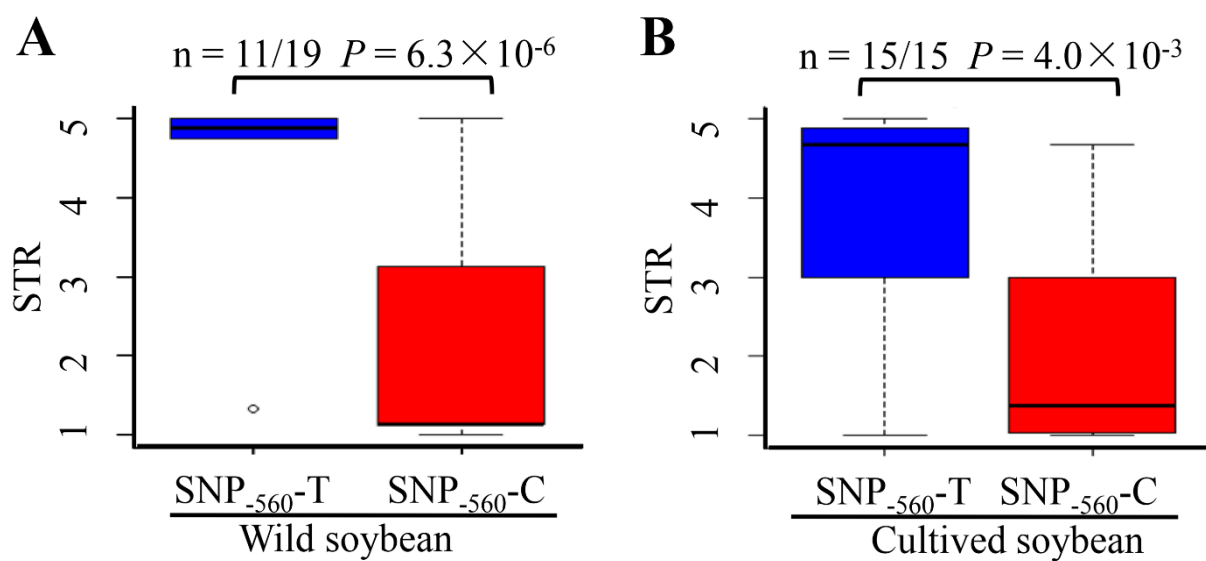 A
n = 11/19 P = 6.3×10⁻⁶
STR
5
4
3
2
1
SNP₋₅₆₀-T SNP₋₅₆₀-C
Wild soybean
B
n = 15/15 P = 4.0×10⁻³
STR
5
4
3
2
1
SNP₋₅₆₀-T SNP₋₅₆₀-C
Cultived soybean